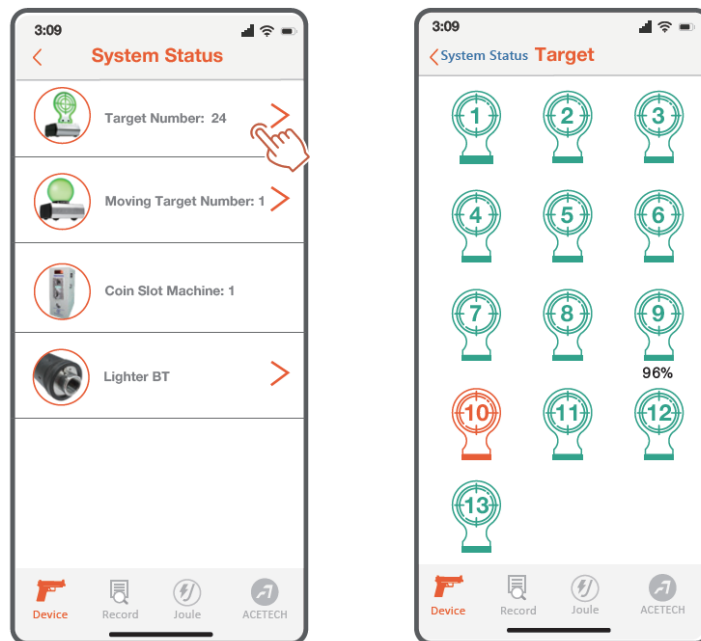 3:09
System Status
Target Number: 24
Moving Target Number: 1
Coin Slot Machine: 1
Lighter BT
Device Record Joule ACETECH
3:09
System Status Target
1 2 3
4 5 6
7 8 9
96%
10 11 12
13
Device Record Joule ACETECH